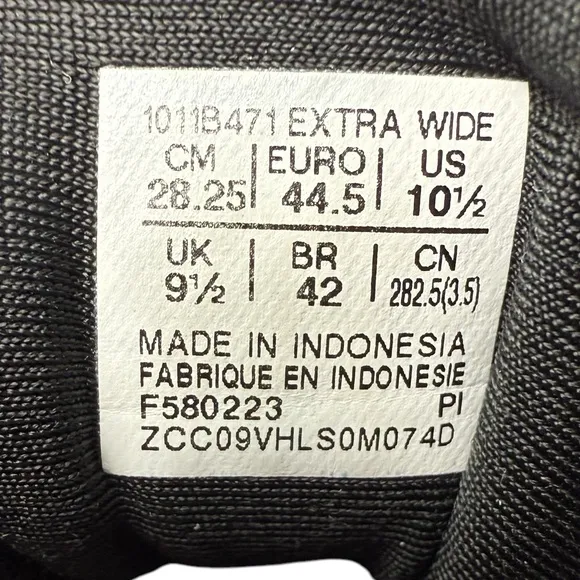 1011B471 EXTRA WIDE
CM | EURO | US
28.25 | 44.5 | 10½
UK | BR | CN
9½ | 42 | 282.5(3.5)
MADE IN INDONESIA
FABRIQUE EN INDONESIE
F580223 PI
ZCC09VHLS0M074D